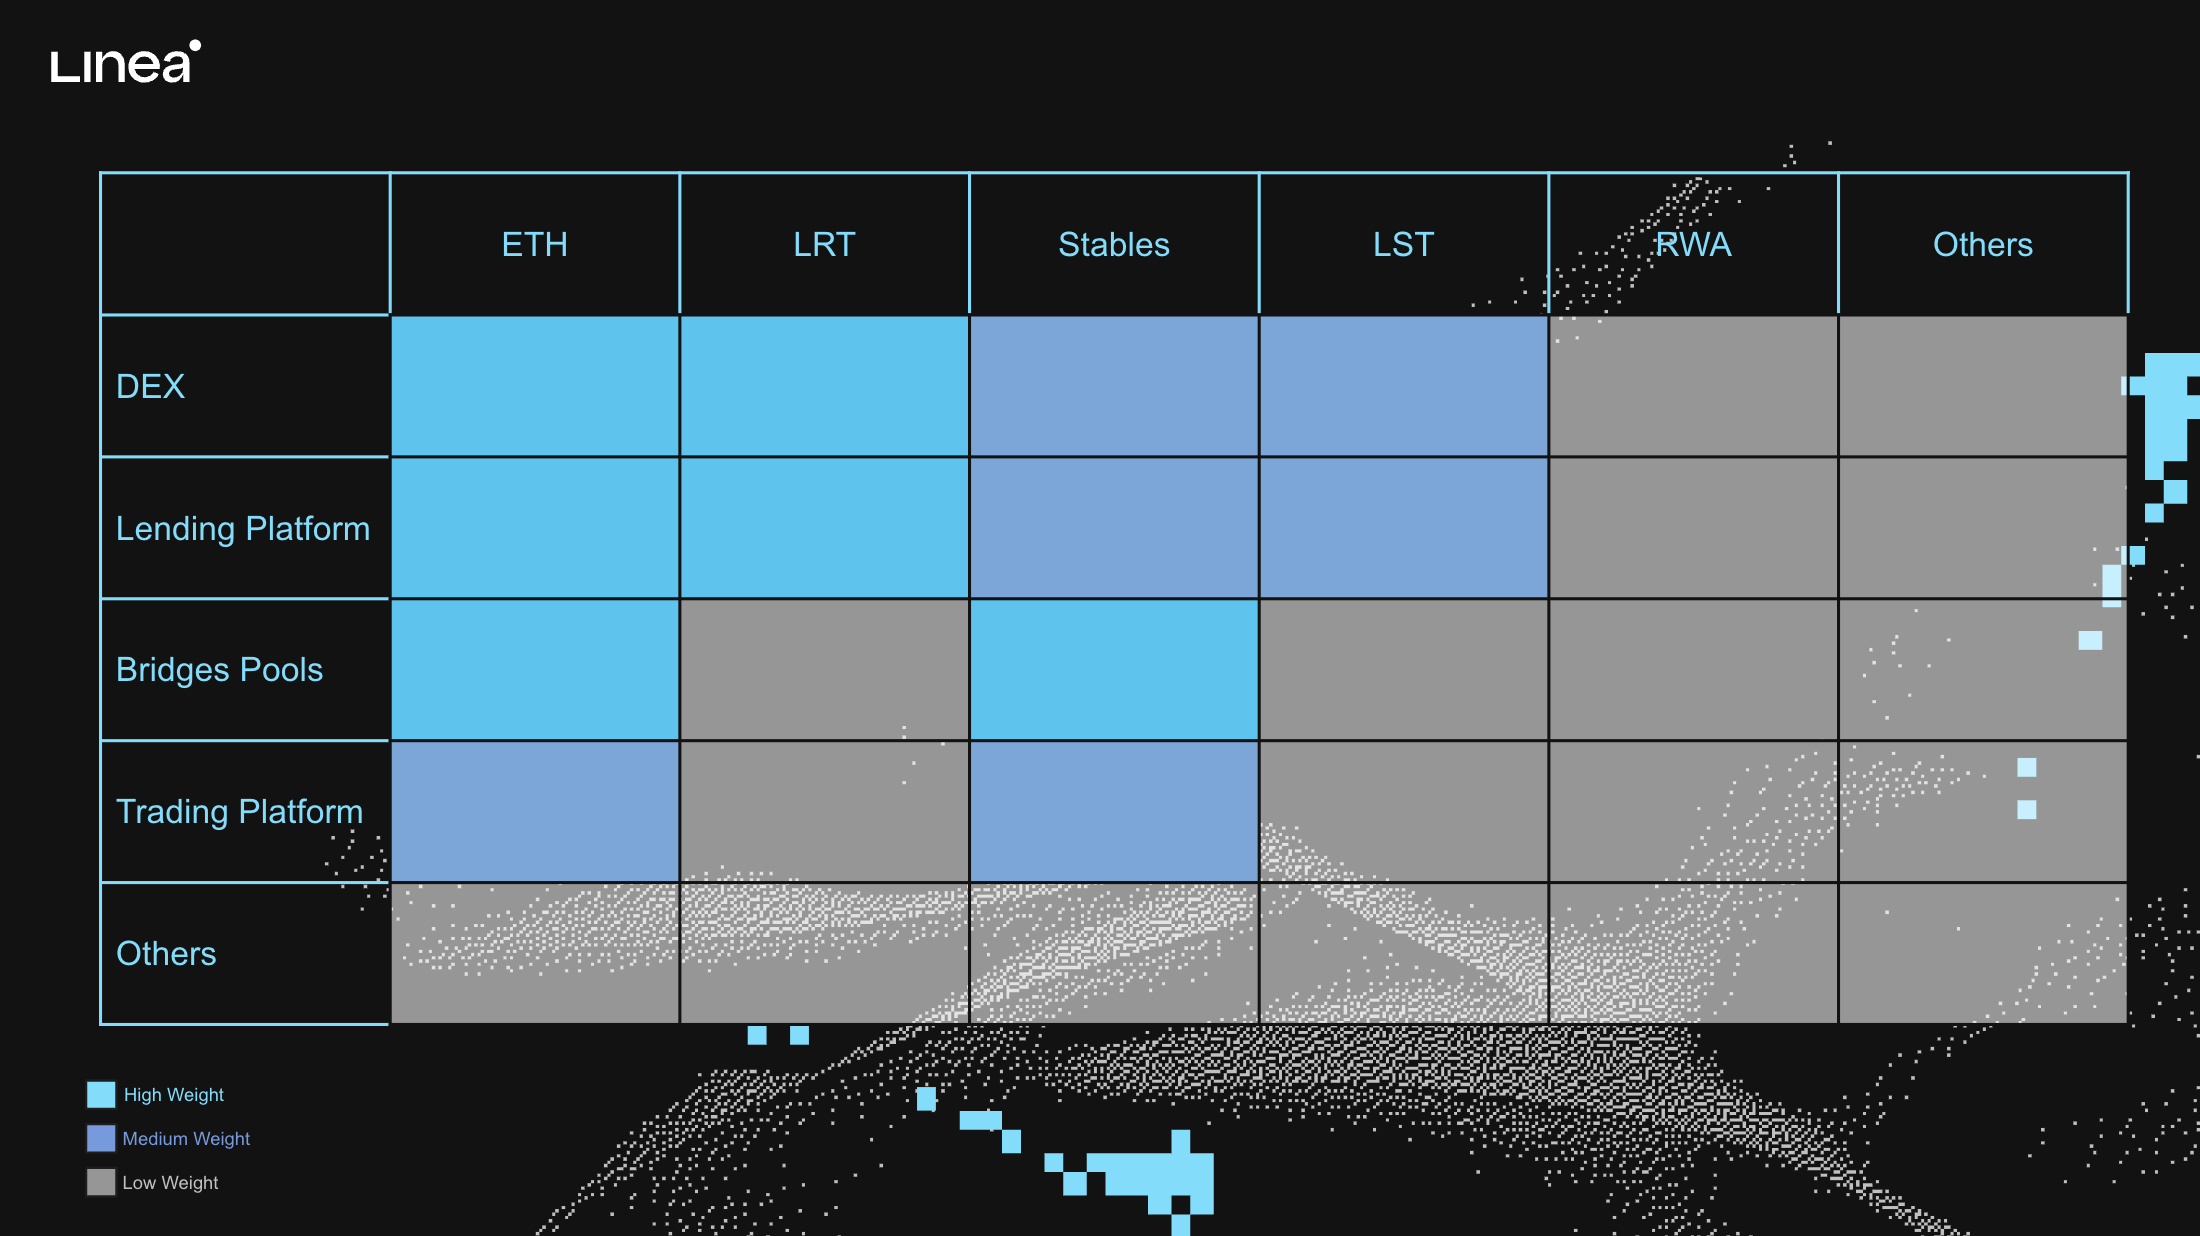 Linea
ETH LRT Stables LST RWA Others
DEX
Lending Platform
Bridges Pools
Trading Platform
Others
High Weight
Medium Weight
Low Weight